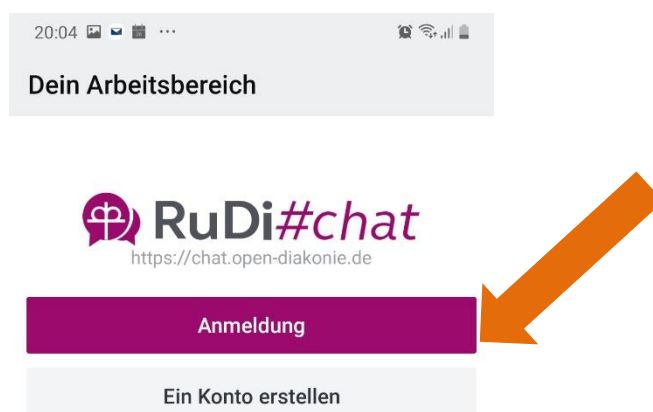 20:04
Dein Arbeitsbereich
RuDi#chat
https://chat.open-diakonie.de
Anmeldung
Ein Konto erstellen